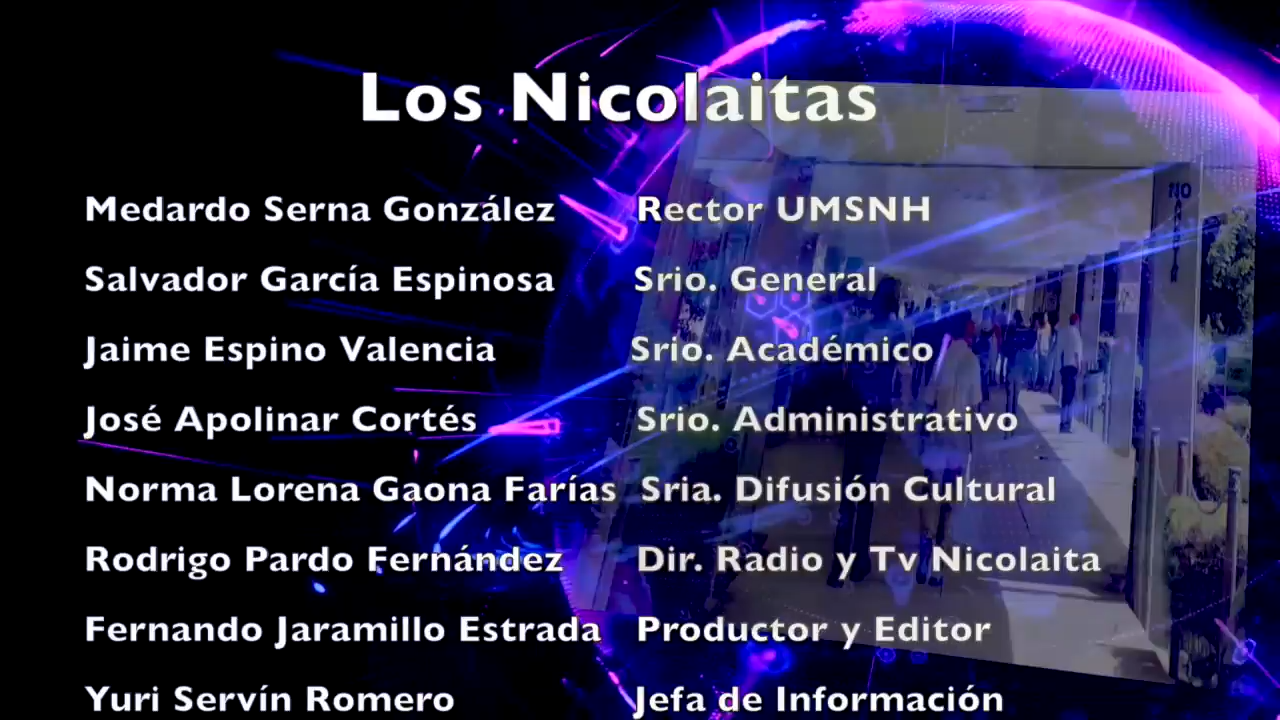 Los Nicolaitas
Medardo Serna González Rector UMSNH
Salvador García Espinosa Srio. General
Jaime Espino Valencia Srio. Académico
José Apolinar Cortés Srio. Administrativo
Norma Lorena Gaona Farías Sria. Difusión Cultural
Rodrigo Pardo Fernández Dir. Radio y Tv Nicolaita
Fernando Jaramillo Estrada Productor y Editor
Yuri Servín Romero Jefa de Información